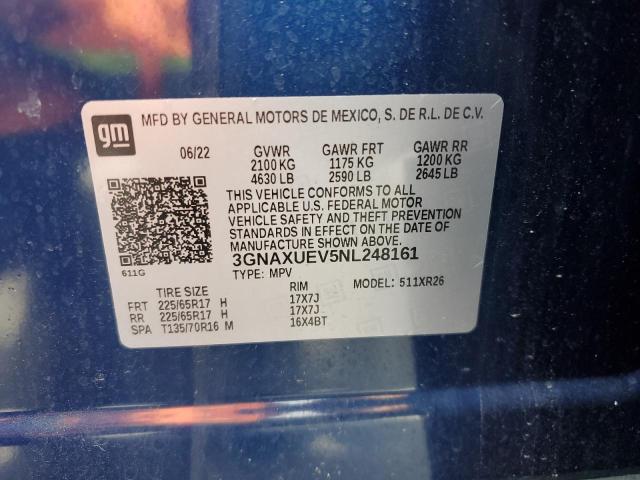 gm
MFD BY GENERAL MOTORS DE MEXICO, S. DE R.L. DE C.V.
06/22 GVWR GAWR FRT GAWR RR
2100 KG 1175 KG 1200 KG
4630 LB 2590 LB 2645 LB
THIS VEHICLE CONFORMS TO ALL
APPLICABLE U.S. FEDERAL MOTOR
VEHICLE SAFETY AND THEFT PREVENTION
STANDARDS IN EFFECT ON THE DATE OF
MANUFACTURE SHOWN ABOVE.
3GNAXUEV5NL248161
611G
TYPE: MPV MODEL: 511XR26
TIRE SIZE RIM
FRT 225/65R17 H 17X7J
RR 225/65R17 H 17X7J
SPA T135/70R16 M 16X4BT